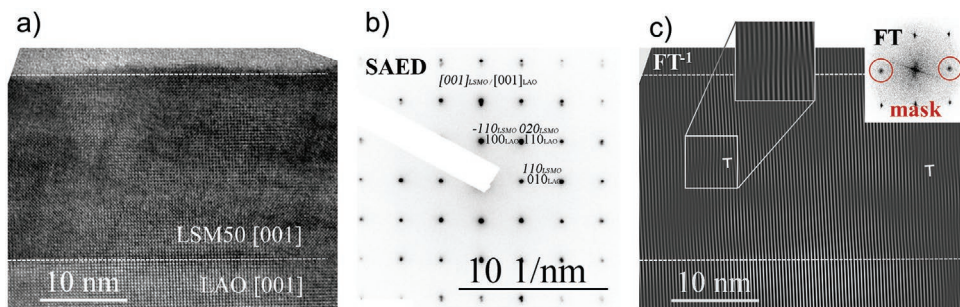 a)
LSM50 [001]
10 nm
LAO [001]
b)
SAED
[001]LSMO/[001]LAO
-110LSMO 020LSMO
100LAO 110LAO
110LSMO
010LAO
10 1/nm
c)
FT-1
FT
mask
T
T
10 nm